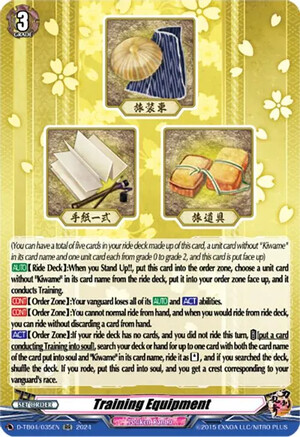 3
旅装束
手紙一式
旅道具
(You can have a total of five cards in your ride deck made up of this card, a unit card without "Kiwame"
in its card name and one unit card each from grade 0 to grade 2, and this card is put face up)
AUTO【Ride Deck】:When you Stand Up!!, put this card into the order zone, choose a unit card
without "Kiwame" in its card name from the ride deck, put it into your order zone face up, and it
conducts Training.
CONT【Order Zone】:Your vanguard loses all of its AUTO and ACT abilities.
CONT【Order Zone】:You cannot normal ride from hand, and when you would ride from ride deck,
you can ride without discarding a card from hand.
ACT【Order Zone】:If your ride deck has no cards, and you did not ride this turn, [put a card
conducting Training into soul], search your deck or hand for up to one card with both the card name
of the card put into soul and "Kiwame" in its card name, ride it as, and if you searched the deck,
shuffle the deck. If you rode, put this card into soul, and you get a crest corresponding to your
vanguard's race.
Training Equipment
D-TB04/035EN
2024
©2015 EXNOA LLC/NITRO PLUS